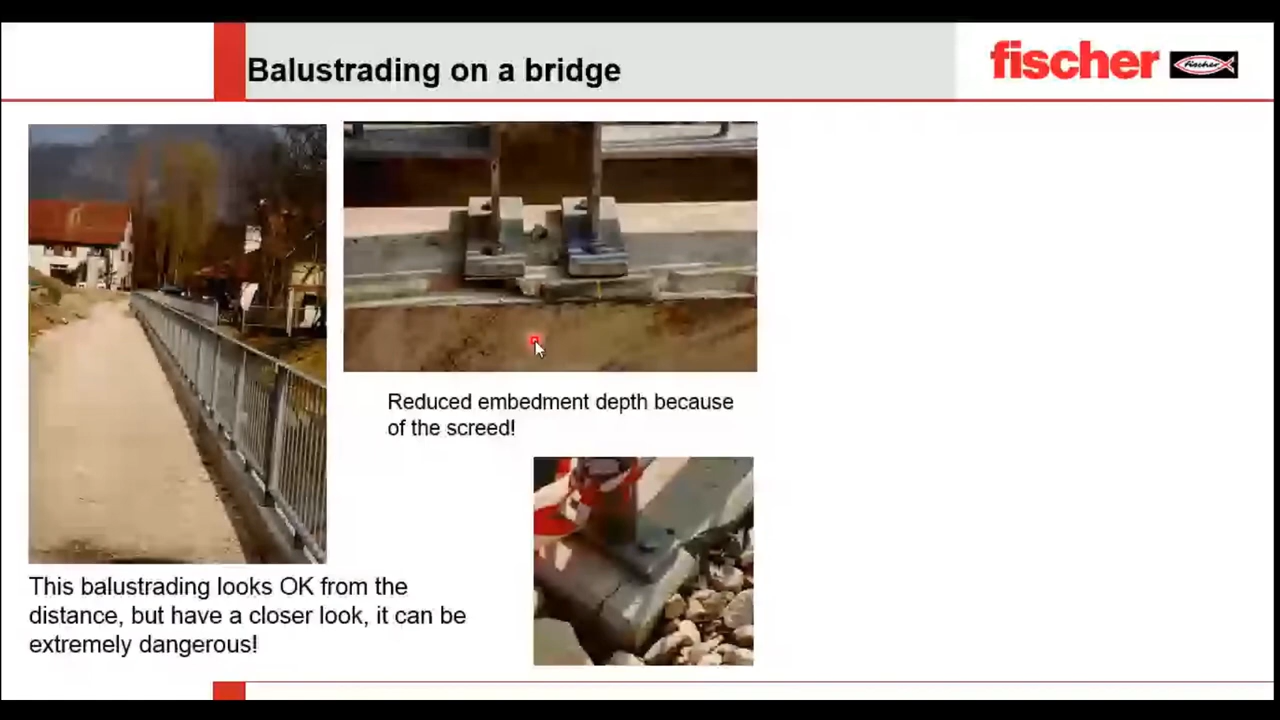 Balustrading on a bridge
fischer
fischer
Reduced embedment depth because
of the screed!
This balustrading looks OK from the
distance, but have a closer look, it can be
extremely dangerous!